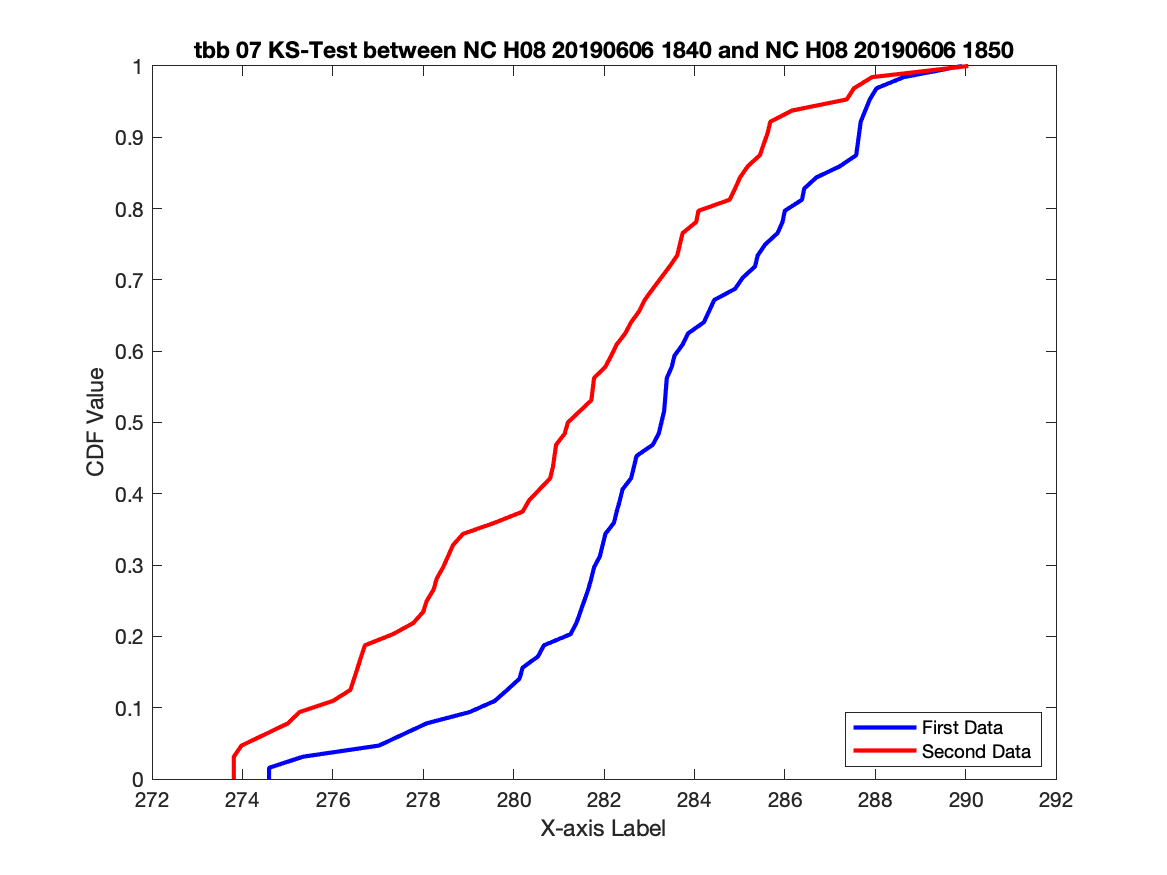 tbb 07 KS-Test between NC H08 20190606 1840 and NC H08 20190606 1850
1
0.9
0.8
0.7
0.6
0.5
0.4
0.3
0.2
0.1
0
CDF Value
First Data
Second Data
272 274 276 278 280 282 284 286 288 290 292
X-axis Label